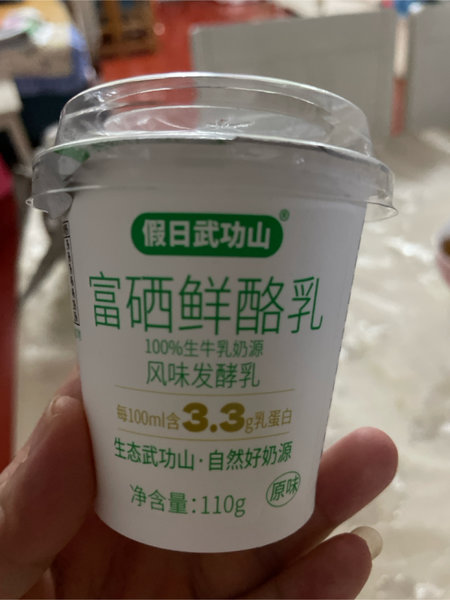 假日武功山®
富硒鲜酪乳
100%生牛乳奶源
风味发酵乳
每100ml含3.3g乳蛋白
生态武功山·自然好奶源
净含量：110g
原味